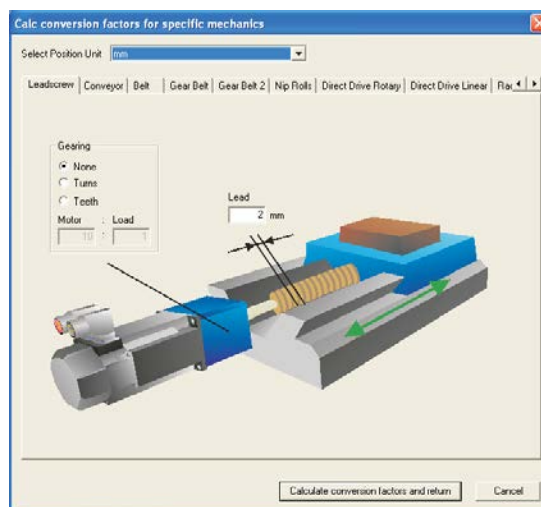 Calc conversion factors for specific mechanics
Select Position Unit mm
Leadscrew Conveyor Belt Gear Belt Gear Belt 2 Nip Rolls Direct Drive Rotary Direct Drive Linear Rac
Gearing
None
Turns
Teeth
Motor : Load
10 : 1
Lead
2 mm
Calculate conversion factors and return Cancel